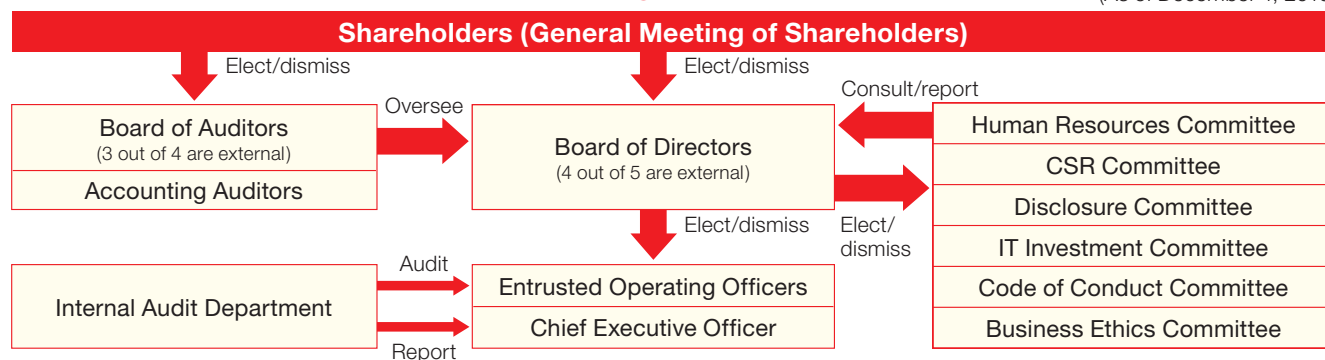 Shareholders (General Meeting of Shareholders)
Elect/dismiss
Elect/dismiss
Consult/report
Oversee
Board of Auditors
(3 out of 4 are external)
Accounting Auditors
Board of Directors
(4 out of 5 are external)
Human Resources Committee
CSR Committee
Disclosure Committee
IT Investment Committee
Code of Conduct Committee
Business Ethics Committee
Elect/dismiss
Elect/
dismiss
Audit
Internal Audit Department
Entrusted Operating Officers
Chief Executive Officer
Report